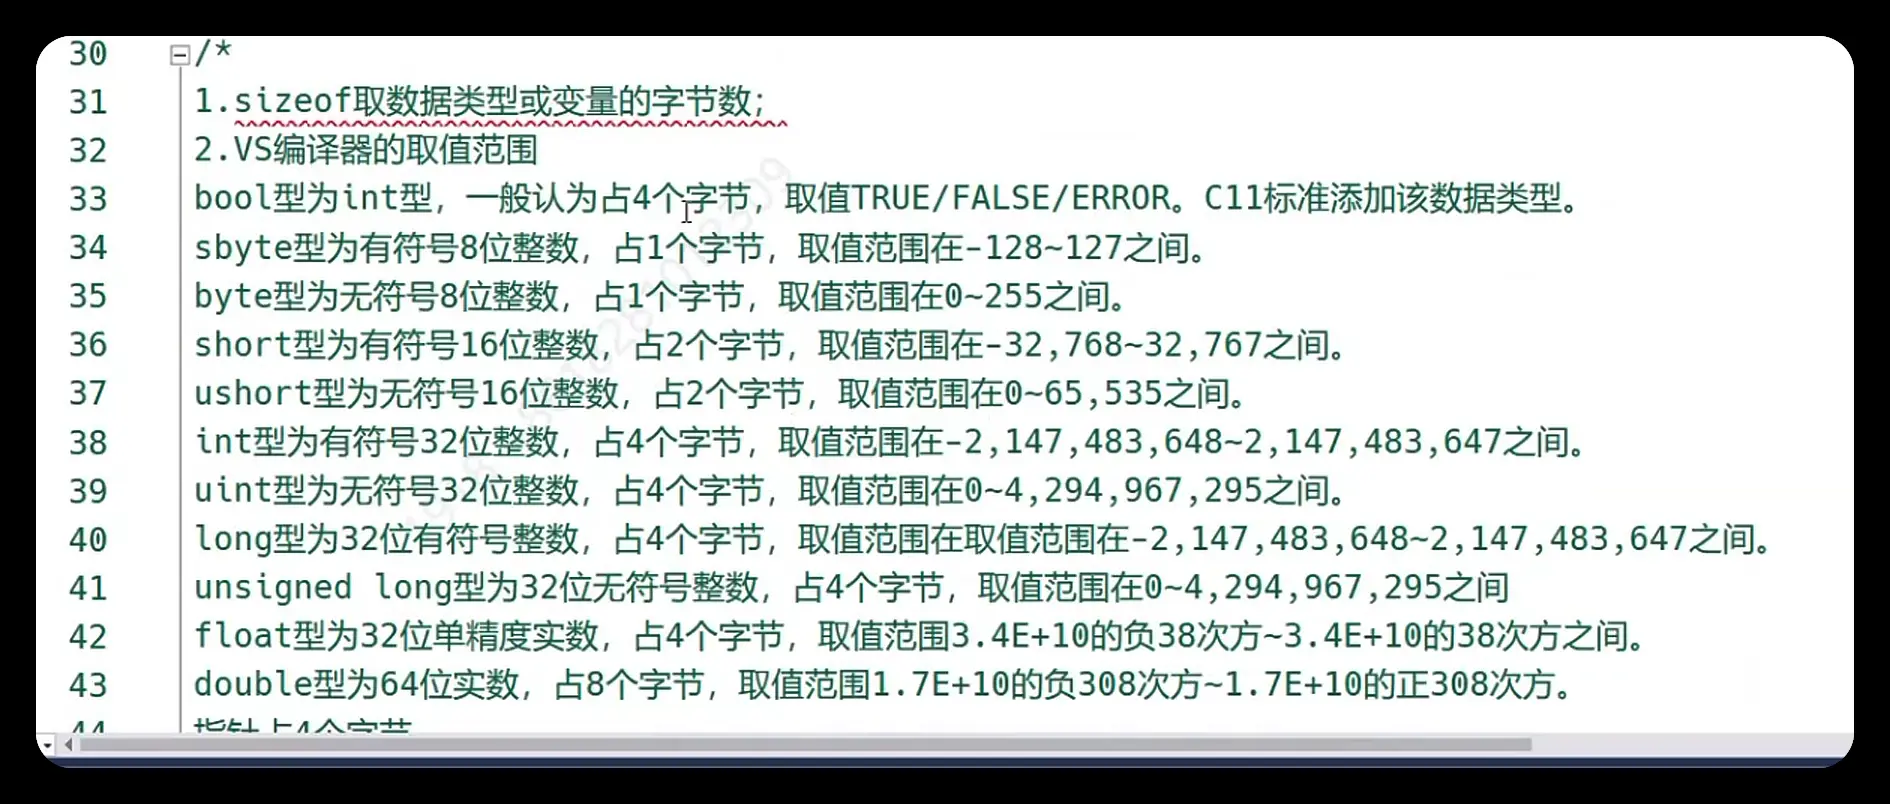 30 /*
31 1.sizeof取数据类型或变量的字节数；
32 2.VS编译器的取值范围
33 bool型为int型，一般认为占4个字节，取值TRUE/FALSE/ERROR。C11标准添加该数据类型。
34 sbyte型为有符号8位整数，占1个字节，取值范围在-128~127之间。
35 byte型为无符号8位整数，占1个字节，取值范围在0~255之间。
36 short型为有符号16位整数，占2个字节，取值范围在-32,768~32,767之间。
37 ushort型为无符号16位整数，占2个字节，取值范围在0~65,535之间。
38 int型为有符号32位整数，占4个字节，取值范围在-2,147,483,648~2,147,483,647之间。
39 uint型为无符号32位整数，占4个字节，取值范围在0~4,294,967,295之间。
40 long型为32位有符号整数，占4个字节，取值范围在取值范围在-2,147,483,648~2,147,483,647之间。
41 unsigned long型为32位无符号整数，占4个字节，取值范围在0~4,294,967,295之间
42 float型为32位单精度实数，占4个字节，取值范围3.4E+10的负38次方~3.4E+10的38次方之间。
43 double型为64位实数，占8个字节，取值范围1.7E+10的负308次方~1.7E+10的正308次方。
44 指针占4个字节